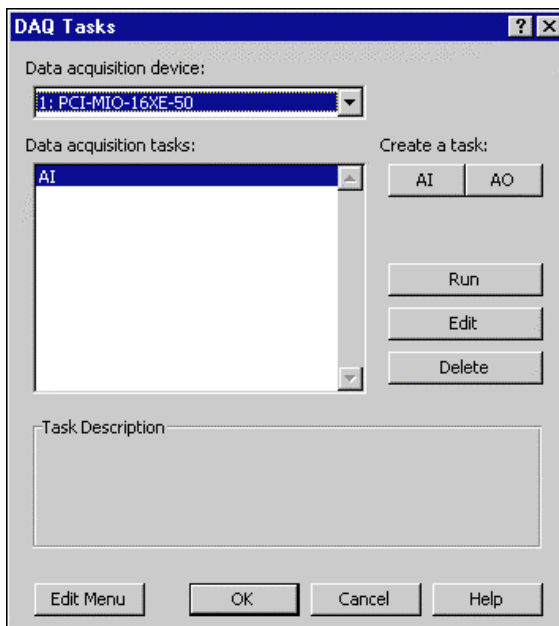 DAQ Tasks
Data acquisition device:
1: PCI-MIO-16XE-50
Data acquisition tasks:
Create a task:
AI
AI
AO
Run
Edit
Delete
Task Description
Edit Menu
OK
Cancel
Help